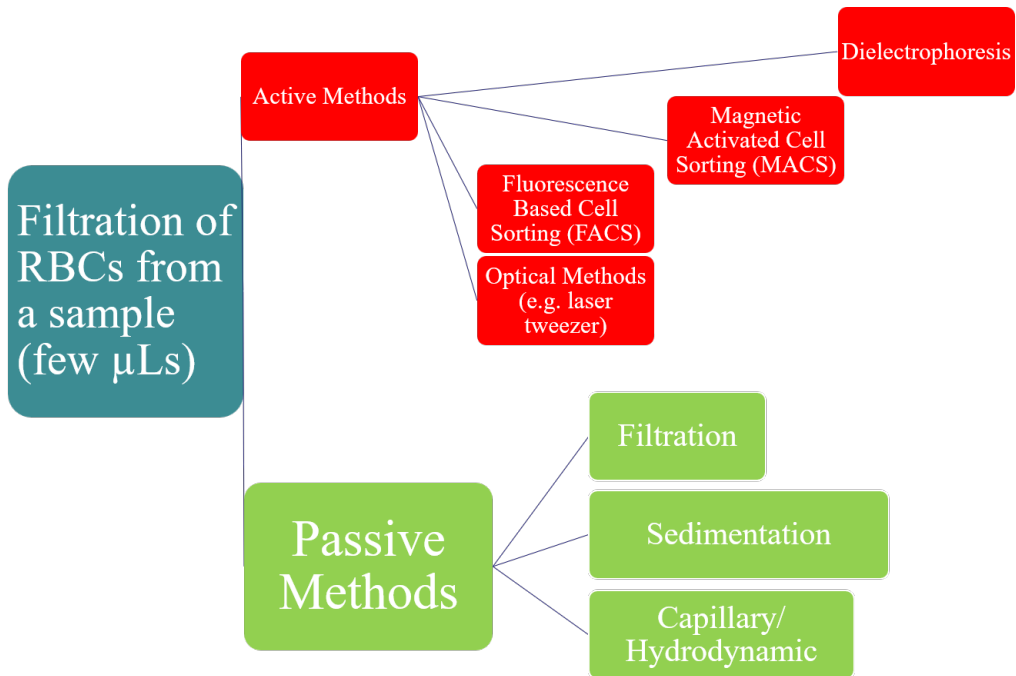 Filtration of
RBCs from
a sample
(few µLs)
Active Methods
Dielectrophoresis
Magnetic
Activated Cell
Sorting (MACS)
Fluorescence
Based Cell
Sorting (FACS)
Optical Methods
(e.g. laser
tweezer)
Passive
Methods
Filtration
Sedimentation
Capillary/
Hydrodynamic